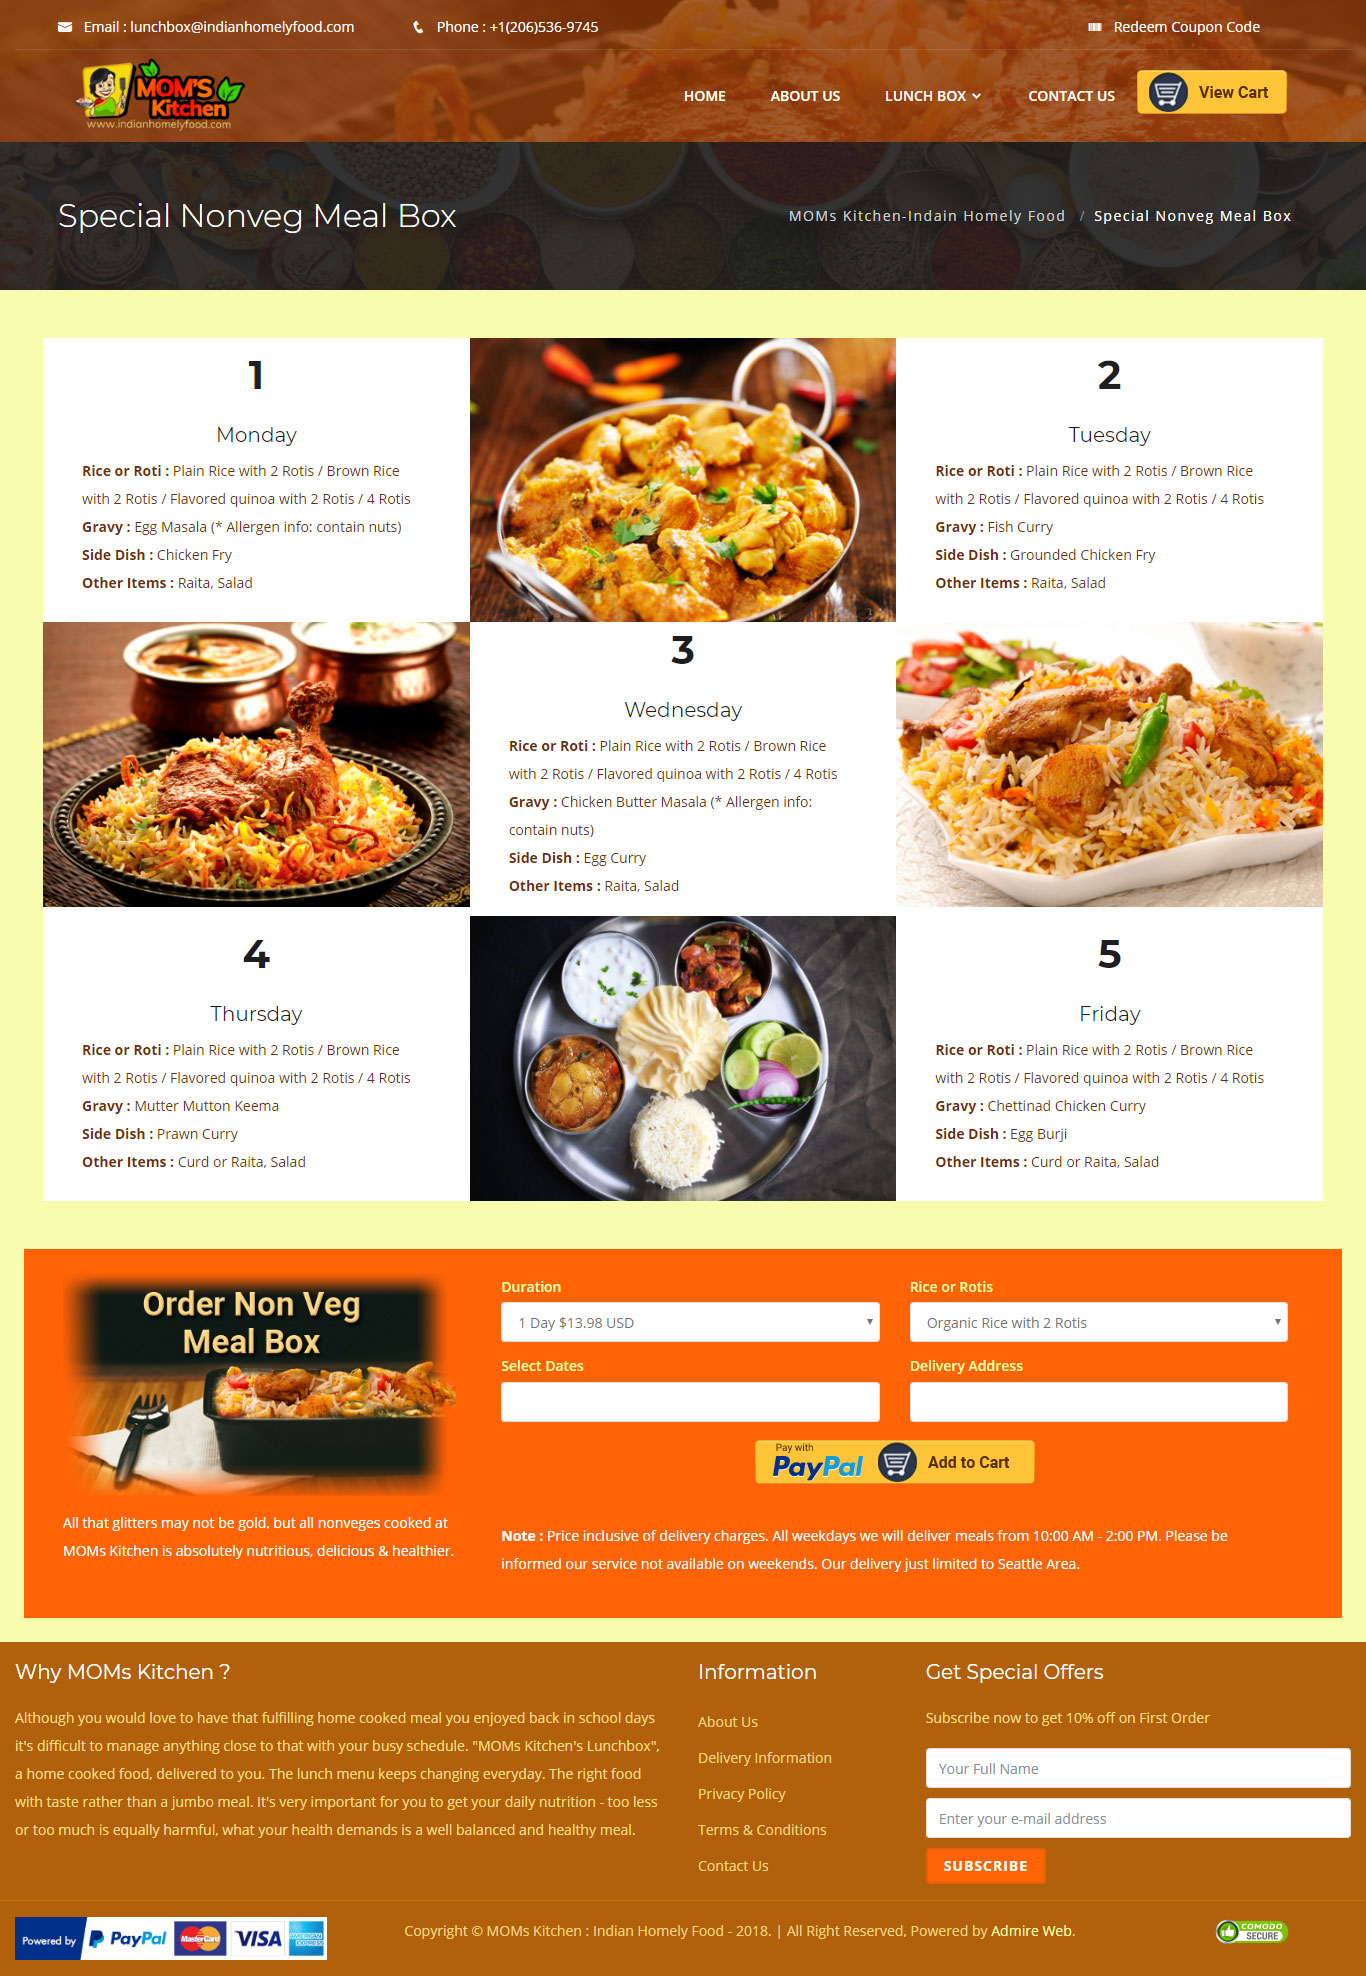 Email : lunchbox@indianhomelyfood.com
Phone : +1(206)536-9745
Redeem Coupon Code
MOM'S
Kitchen
www.indianhomelyfood.com
HOME
ABOUT US
LUNCH BOX
CONTACT US
View Cart
Special Nonveg Meal Box
MOMs Kitchen-Indain Homely Food / Special Nonveg Meal Box
1
Monday
Rice or Roti : Plain Rice with 2 Rotis / Brown Rice
with 2 Rotis / Flavored quinoa with 2 Rotis / 4 Rotis
Gravy : Egg Masala (* Allergen info: contain nuts)
Side Dish : Chicken Fry
Other Items : Raita, Salad
2
Tuesday
Rice or Roti : Plain Rice with 2 Rotis / Brown Rice
with 2 Rotis / Flavored quinoa with 2 Rotis / 4 Rotis
Gravy : Fish Curry
Side Dish : Grounded Chicken Fry
Other Items : Raita, Salad
3
Wednesday
Rice or Roti : Plain Rice with 2 Rotis / Brown Rice
with 2 Rotis / Flavored quinoa with 2 Rotis / 4 Rotis
Gravy : Chicken Butter Masala (* Allergen info:
contain nuts)
Side Dish : Egg Curry
Other Items : Raita, Salad
4
Thursday
Rice or Roti : Plain Rice with 2 Rotis / Brown Rice
with 2 Rotis / Flavored quinoa with 2 Rotis / 4 Rotis
Gravy : Mutter Mutton Keema
Side Dish : Prawn Curry
Other Items : Curd or Raita, Salad
5
Friday
Rice or Roti : Plain Rice with 2 Rotis / Brown Rice
with 2 Rotis / Flavored quinoa with 2 Rotis / 4 Rotis
Gravy : Chettinad Chicken Curry
Side Dish : Egg Burji
Other Items : Curd or Raita, Salad
Order Non Veg
Meal Box
All that glitters may not be gold, but all nonveges cooked at
MOMs Kitchen is absolutely nutritious, delicious & healthier.
Duration
1 Day $13.98 USD
Rice or Rotis
Organic Rice with 2 Rotis
Select Dates
Delivery Address
Pay with
PayPal
Add to Cart
Note : Price inclusive of delivery charges. All weekdays we will deliver meals from 10:00 AM - 2:00 PM. Please be
informed our service not available on weekends. Our delivery just limited to Seattle Area.
Why MOMs Kitchen ?
Although you would love to have that fulfilling home cooked meal you enjoyed back in school days
it's difficult to manage anything close to that with your busy schedule. "MOMs Kitchen's Lunchbox",
a home cooked food, delivered to you. The lunch menu keeps changing everyday. The right food
with taste rather than a jumbo meal. It's very important for you to get your daily nutrition - too less
or too much is equally harmful, what your health demands is a well balanced and healthy meal.
Information
About Us
Delivery Information
Privacy Policy
Terms & Conditions
Contact Us
Get Special Offers
Subscribe now to get 10% off on First Order
Your Full Name
Enter your e-mail address
SUBSCRIBE
Powered by
PayPal
MasterCard
VISA
AMERICAN
EXPRESS
Copyright © MOMs Kitchen : Indian Homely Food - 2018. | All Right Reserved, Powered by Admire Web.
COMODO
SECURE